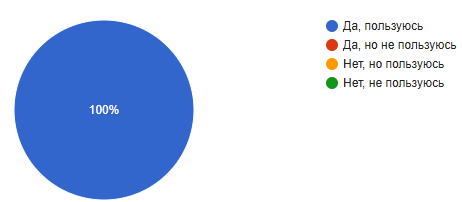 100%
Да, пользуюсь
Да, но не пользуюсь
Нет, но пользуюсь
Нет, не пользуюсь